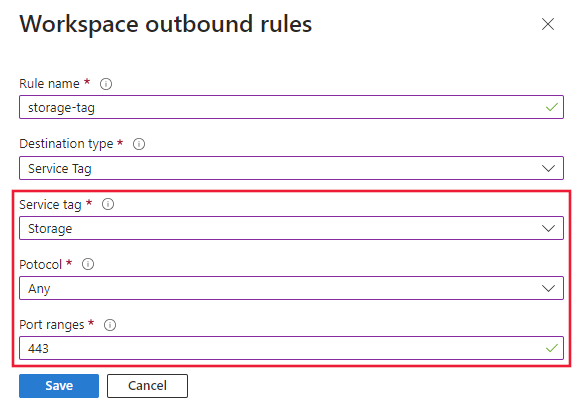 Workspace outbound rules
Rule name *
storage-tag
Destination type *
Service Tag
Service tag *
Storage
Potocol *
Any
Port ranges *
443
Save Cancel